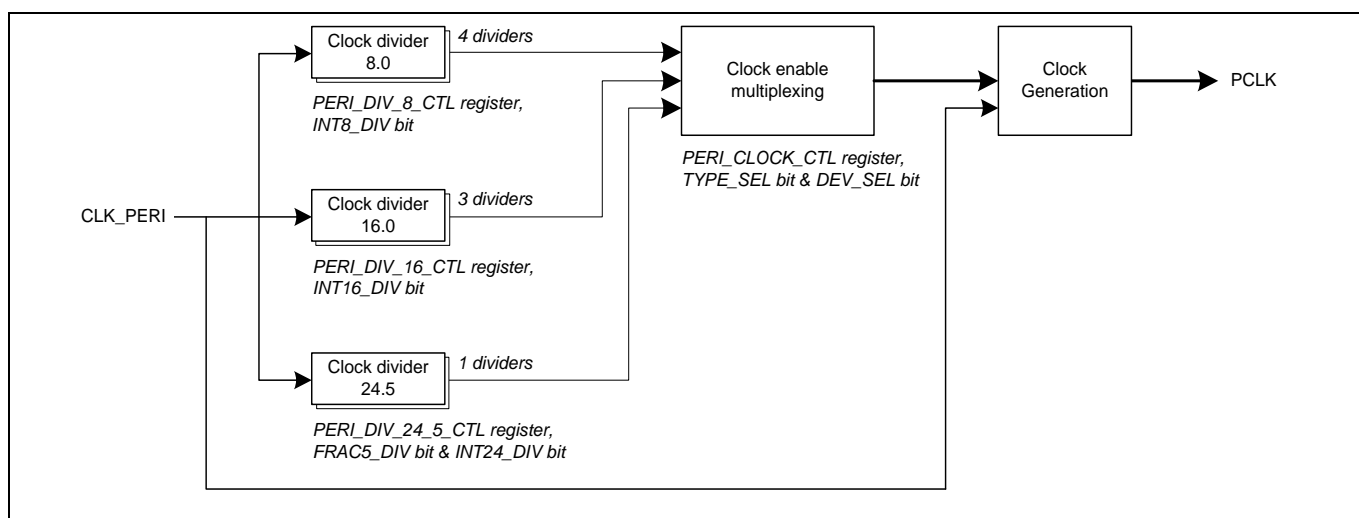 Clock divider
8.0
4 dividers
PERI_DIV_8_CTL register,
INT8_DIV bit
Clock enable
multiplexing
PERI_CLOCK_CTL register,
TYPE_SEL bit & DEV_SEL bit
Clock
Generation
PCLK
CLK_PERI
Clock divider
16.0
3 dividers
PERI_DIV_16_CTL register,
INT16_DIV bit
Clock divider
24.5
1 dividers
PERI_DIV_24_5_CTL register,
FRAC5_DIV bit & INT24_DIV bit